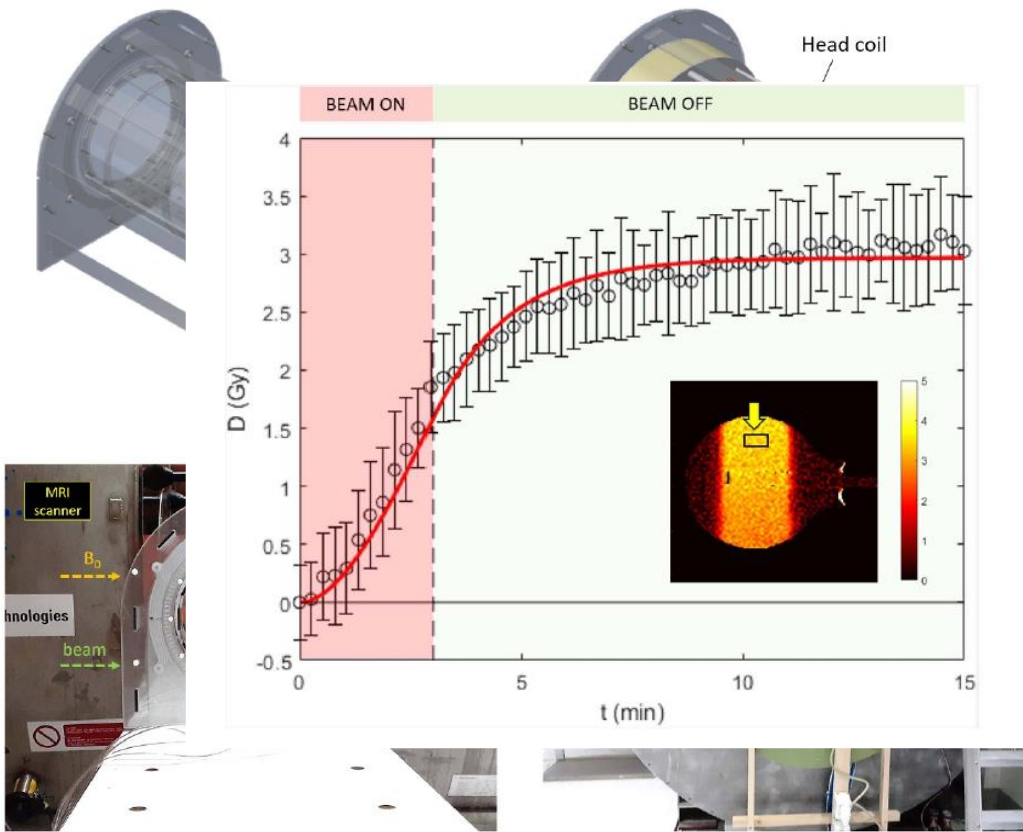 Head coil
BEAM ON
BEAM OFF
4
3.5
3
2.5
2
1.5
1
0.5
0
-0.5
D (Gy)
0
5
10
15
t (min)
5
4
3
2
1
0
MRI
scanner
B₀
hnologies
beam